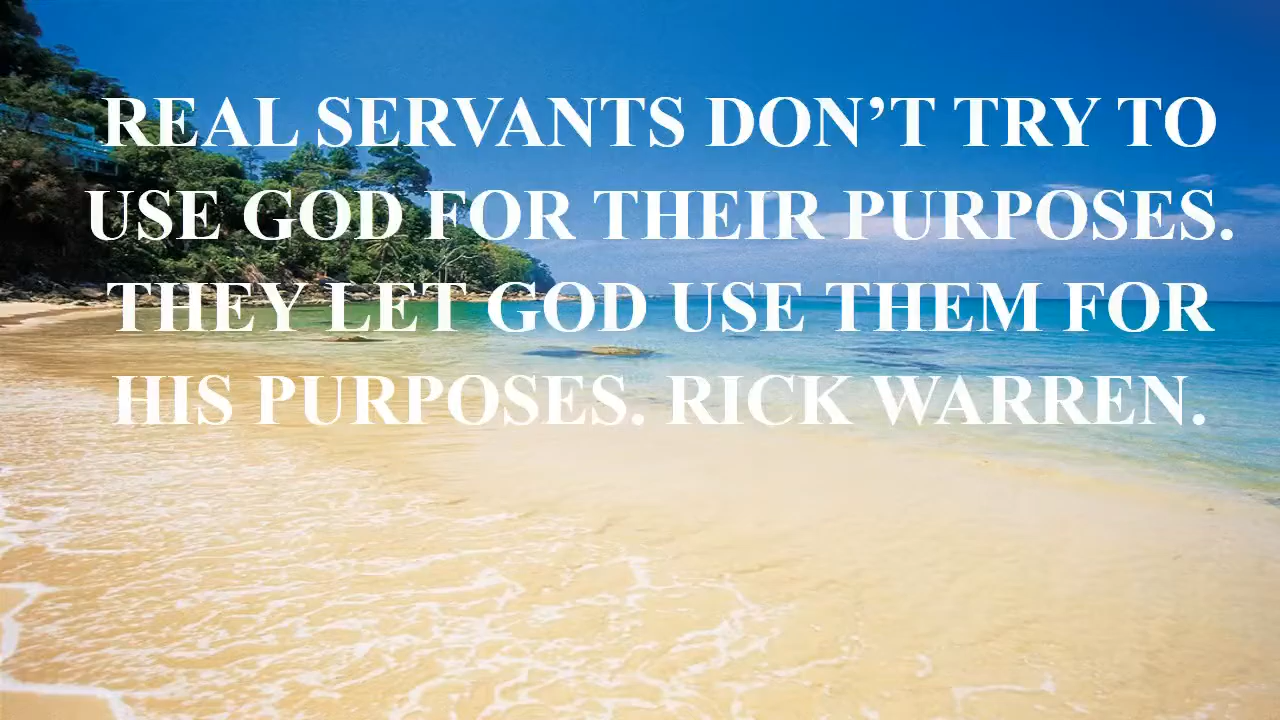 REAL SERVANTS DON’T TRY TO
USE GOD FOR THEIR PURPOSES.
THEY LET GOD USE THEM FOR
HIS PURPOSES. RICK WARREN.